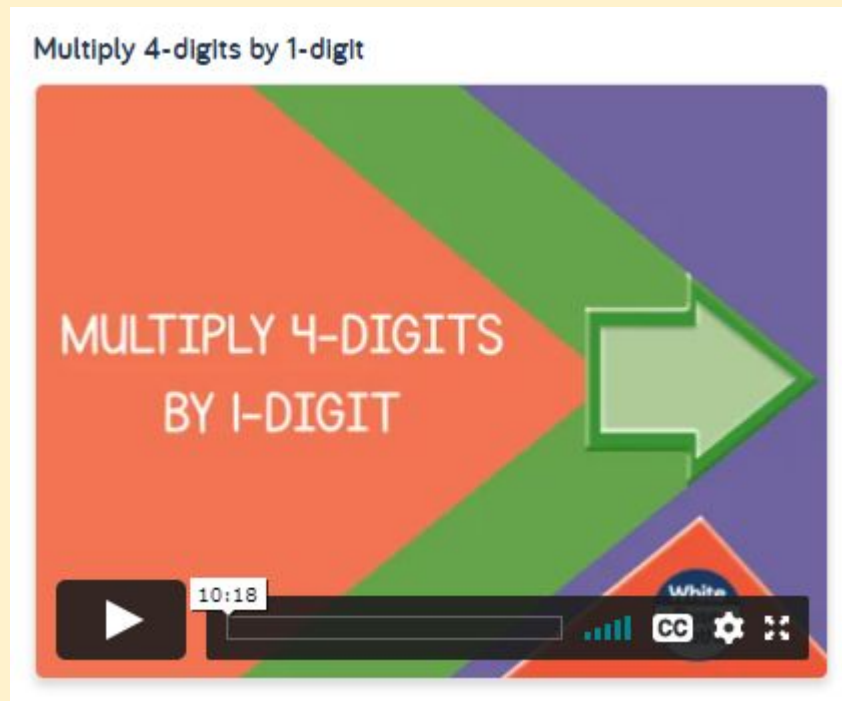 Multiply 4-digits by 1-digit
MULTIPLY 4-DIGITS
BY 1-DIGIT
10:18
White
CC